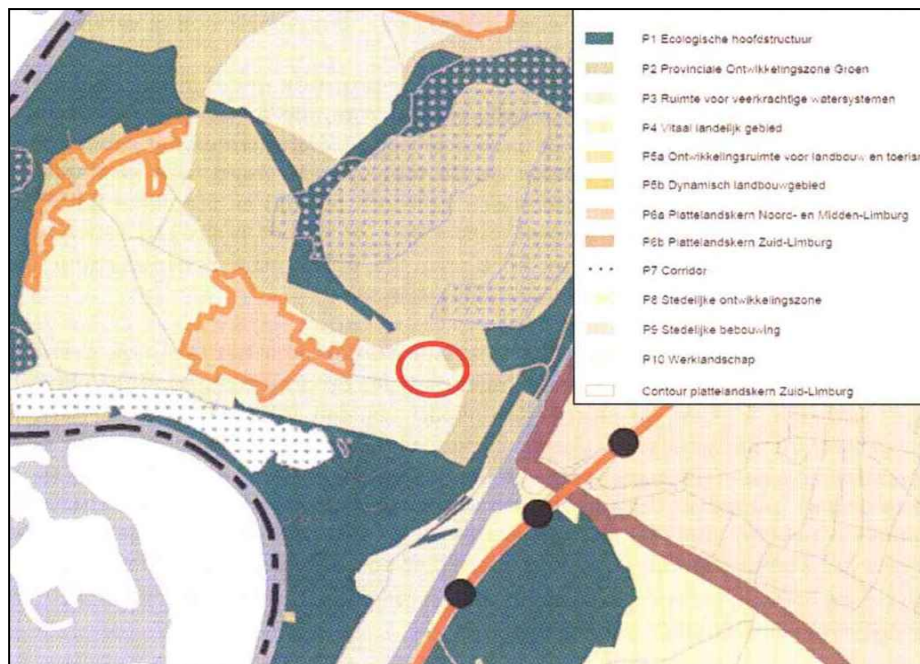 P1 Ecologische hoofdstructuur
P2 Provinciale Ontwikkelingszone Groen
P3 Ruimte voor veerkrachtige watersystemen
P4 Vitaal landelijk gebied
P5a Ontwikkelingsruimte voor landbouw en toerism
P5b Dynamisch landbouwgebied
P6a Plattelandskern Noord- en Midden-Limburg
P6b Plattelandskern Zuid-Limburg
P7 Corridor
P8 Stedelijke ontwikkelingszone
P9 Stedelijke bebouwing
P10 Werklandschap
Contour plattelandskern Zuid-Limburg